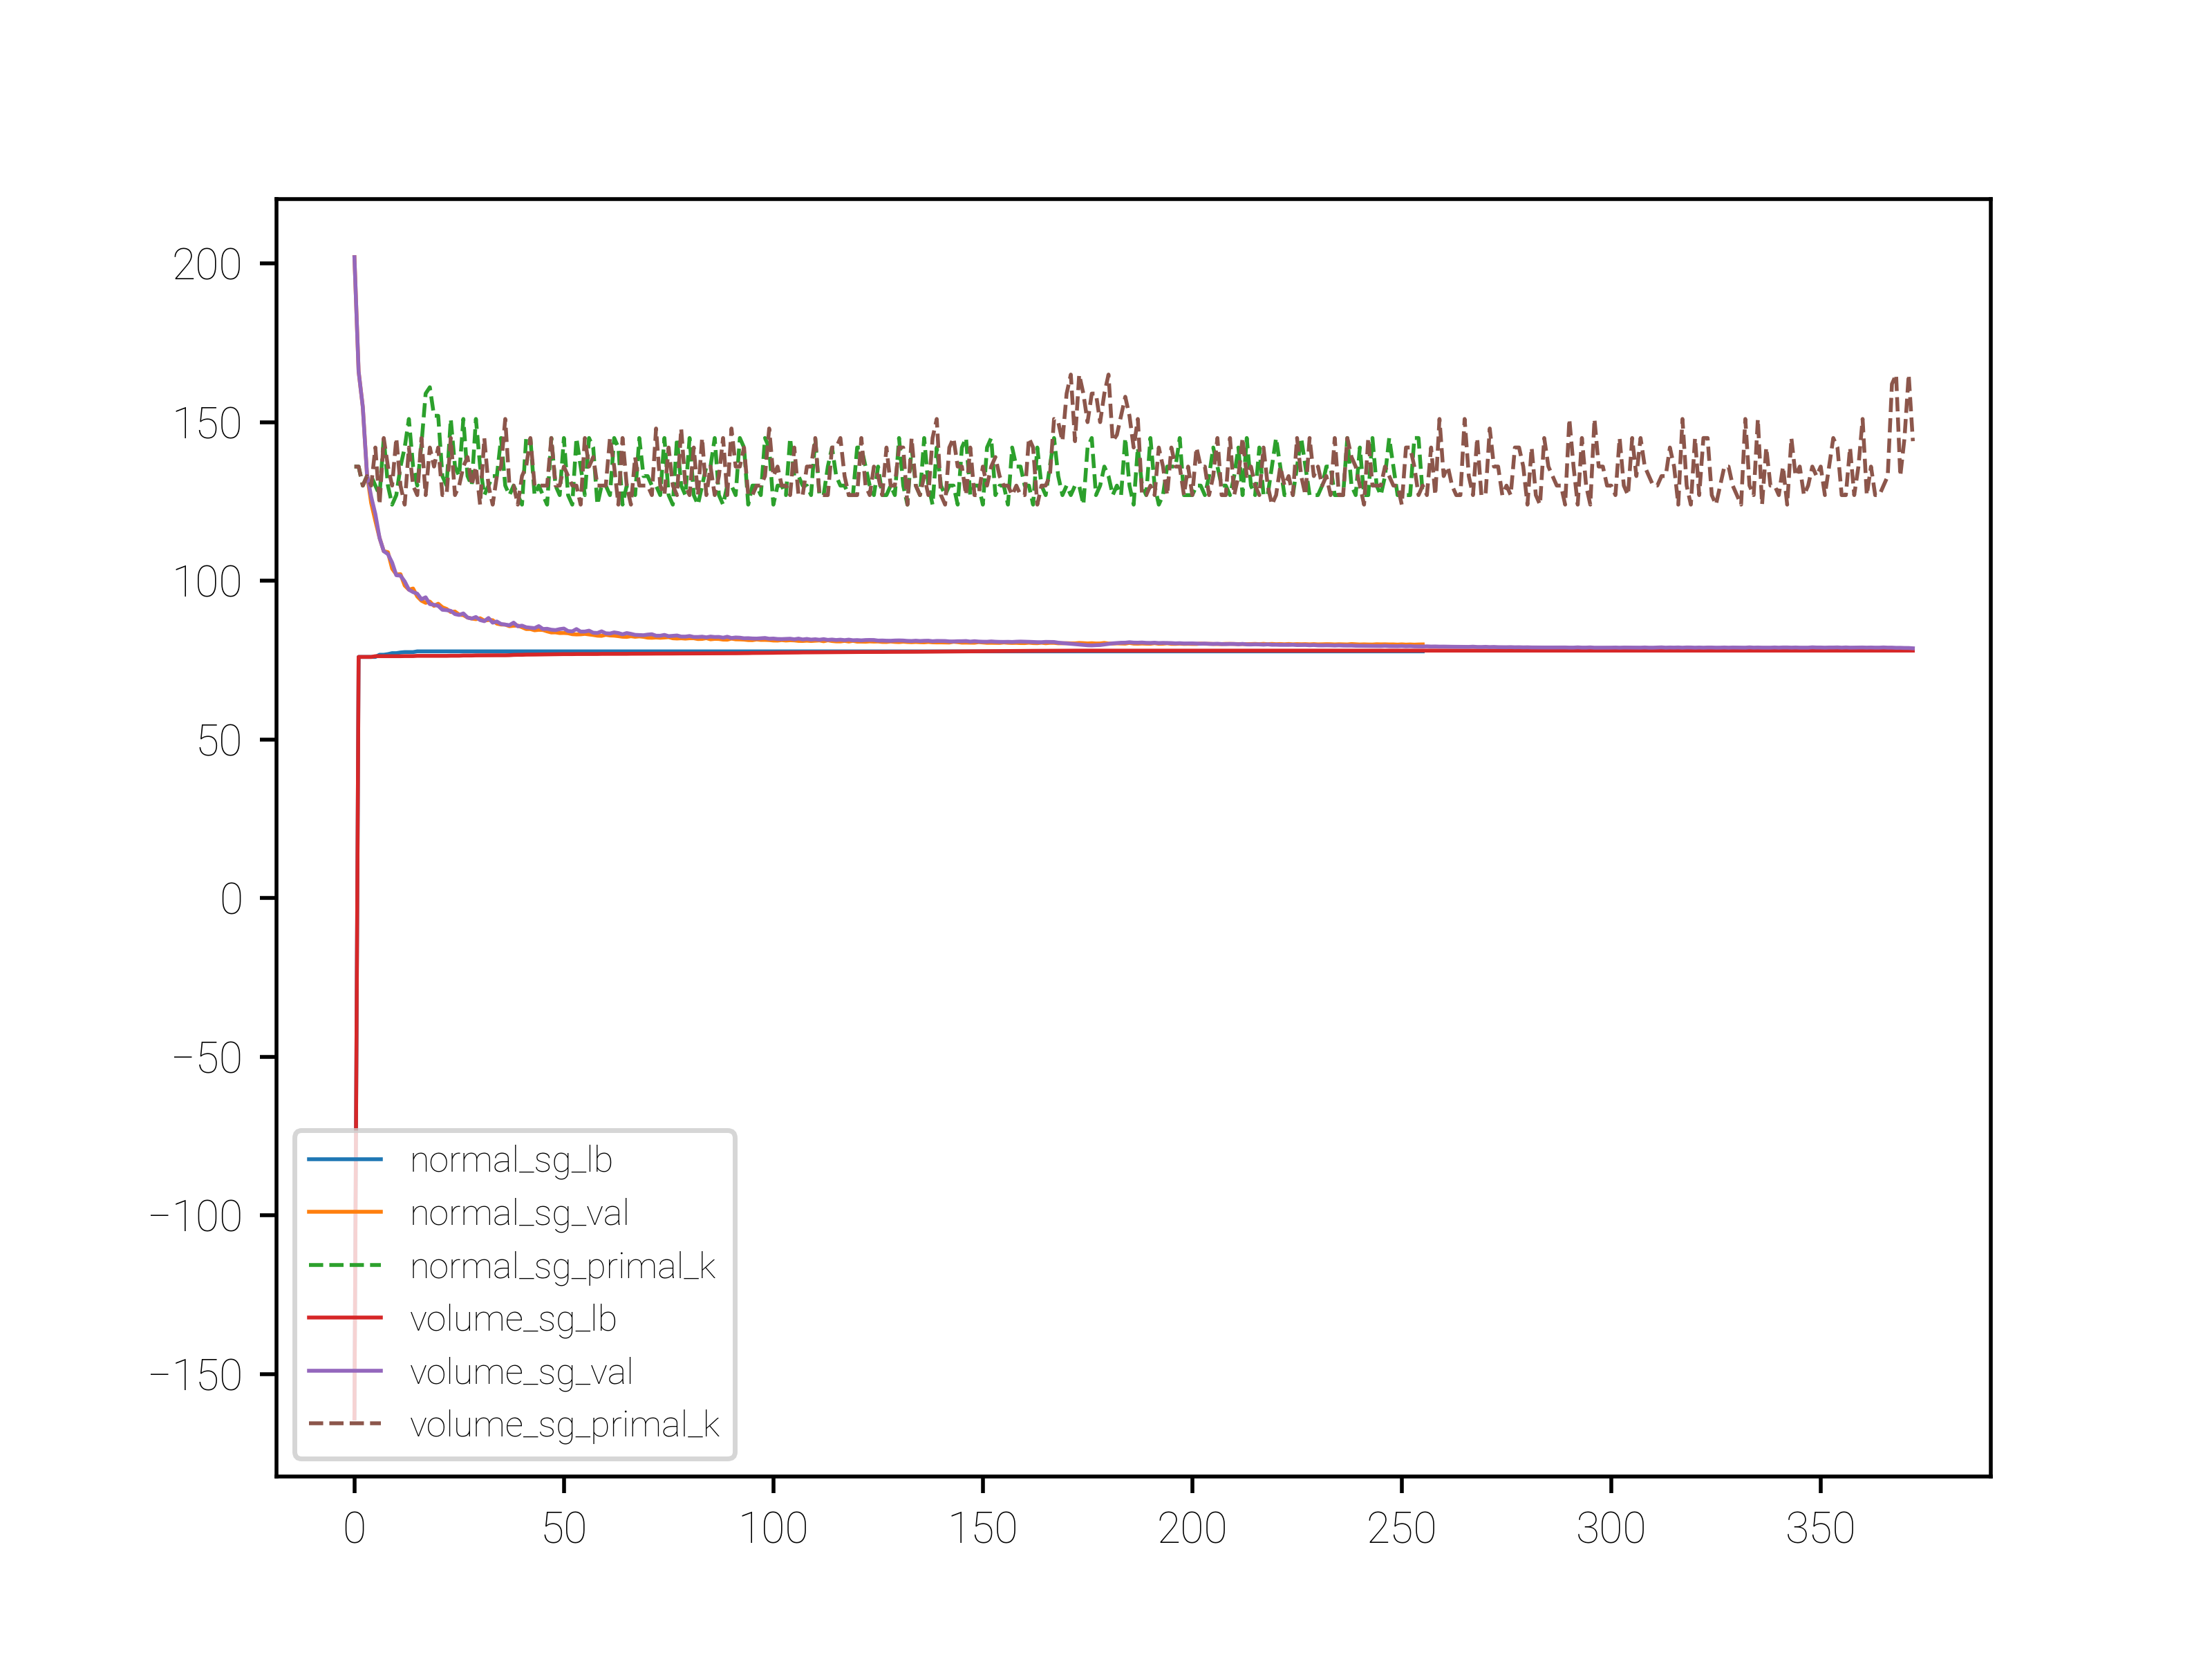 200
150
100
50
0
−50
−100
−150
normal_sg_lb
normal_sg_val
normal_sg_primal_k
volume_sg_lb
volume_sg_val
volume_sg_primal_k
0 50 100 150 200 250 300 350